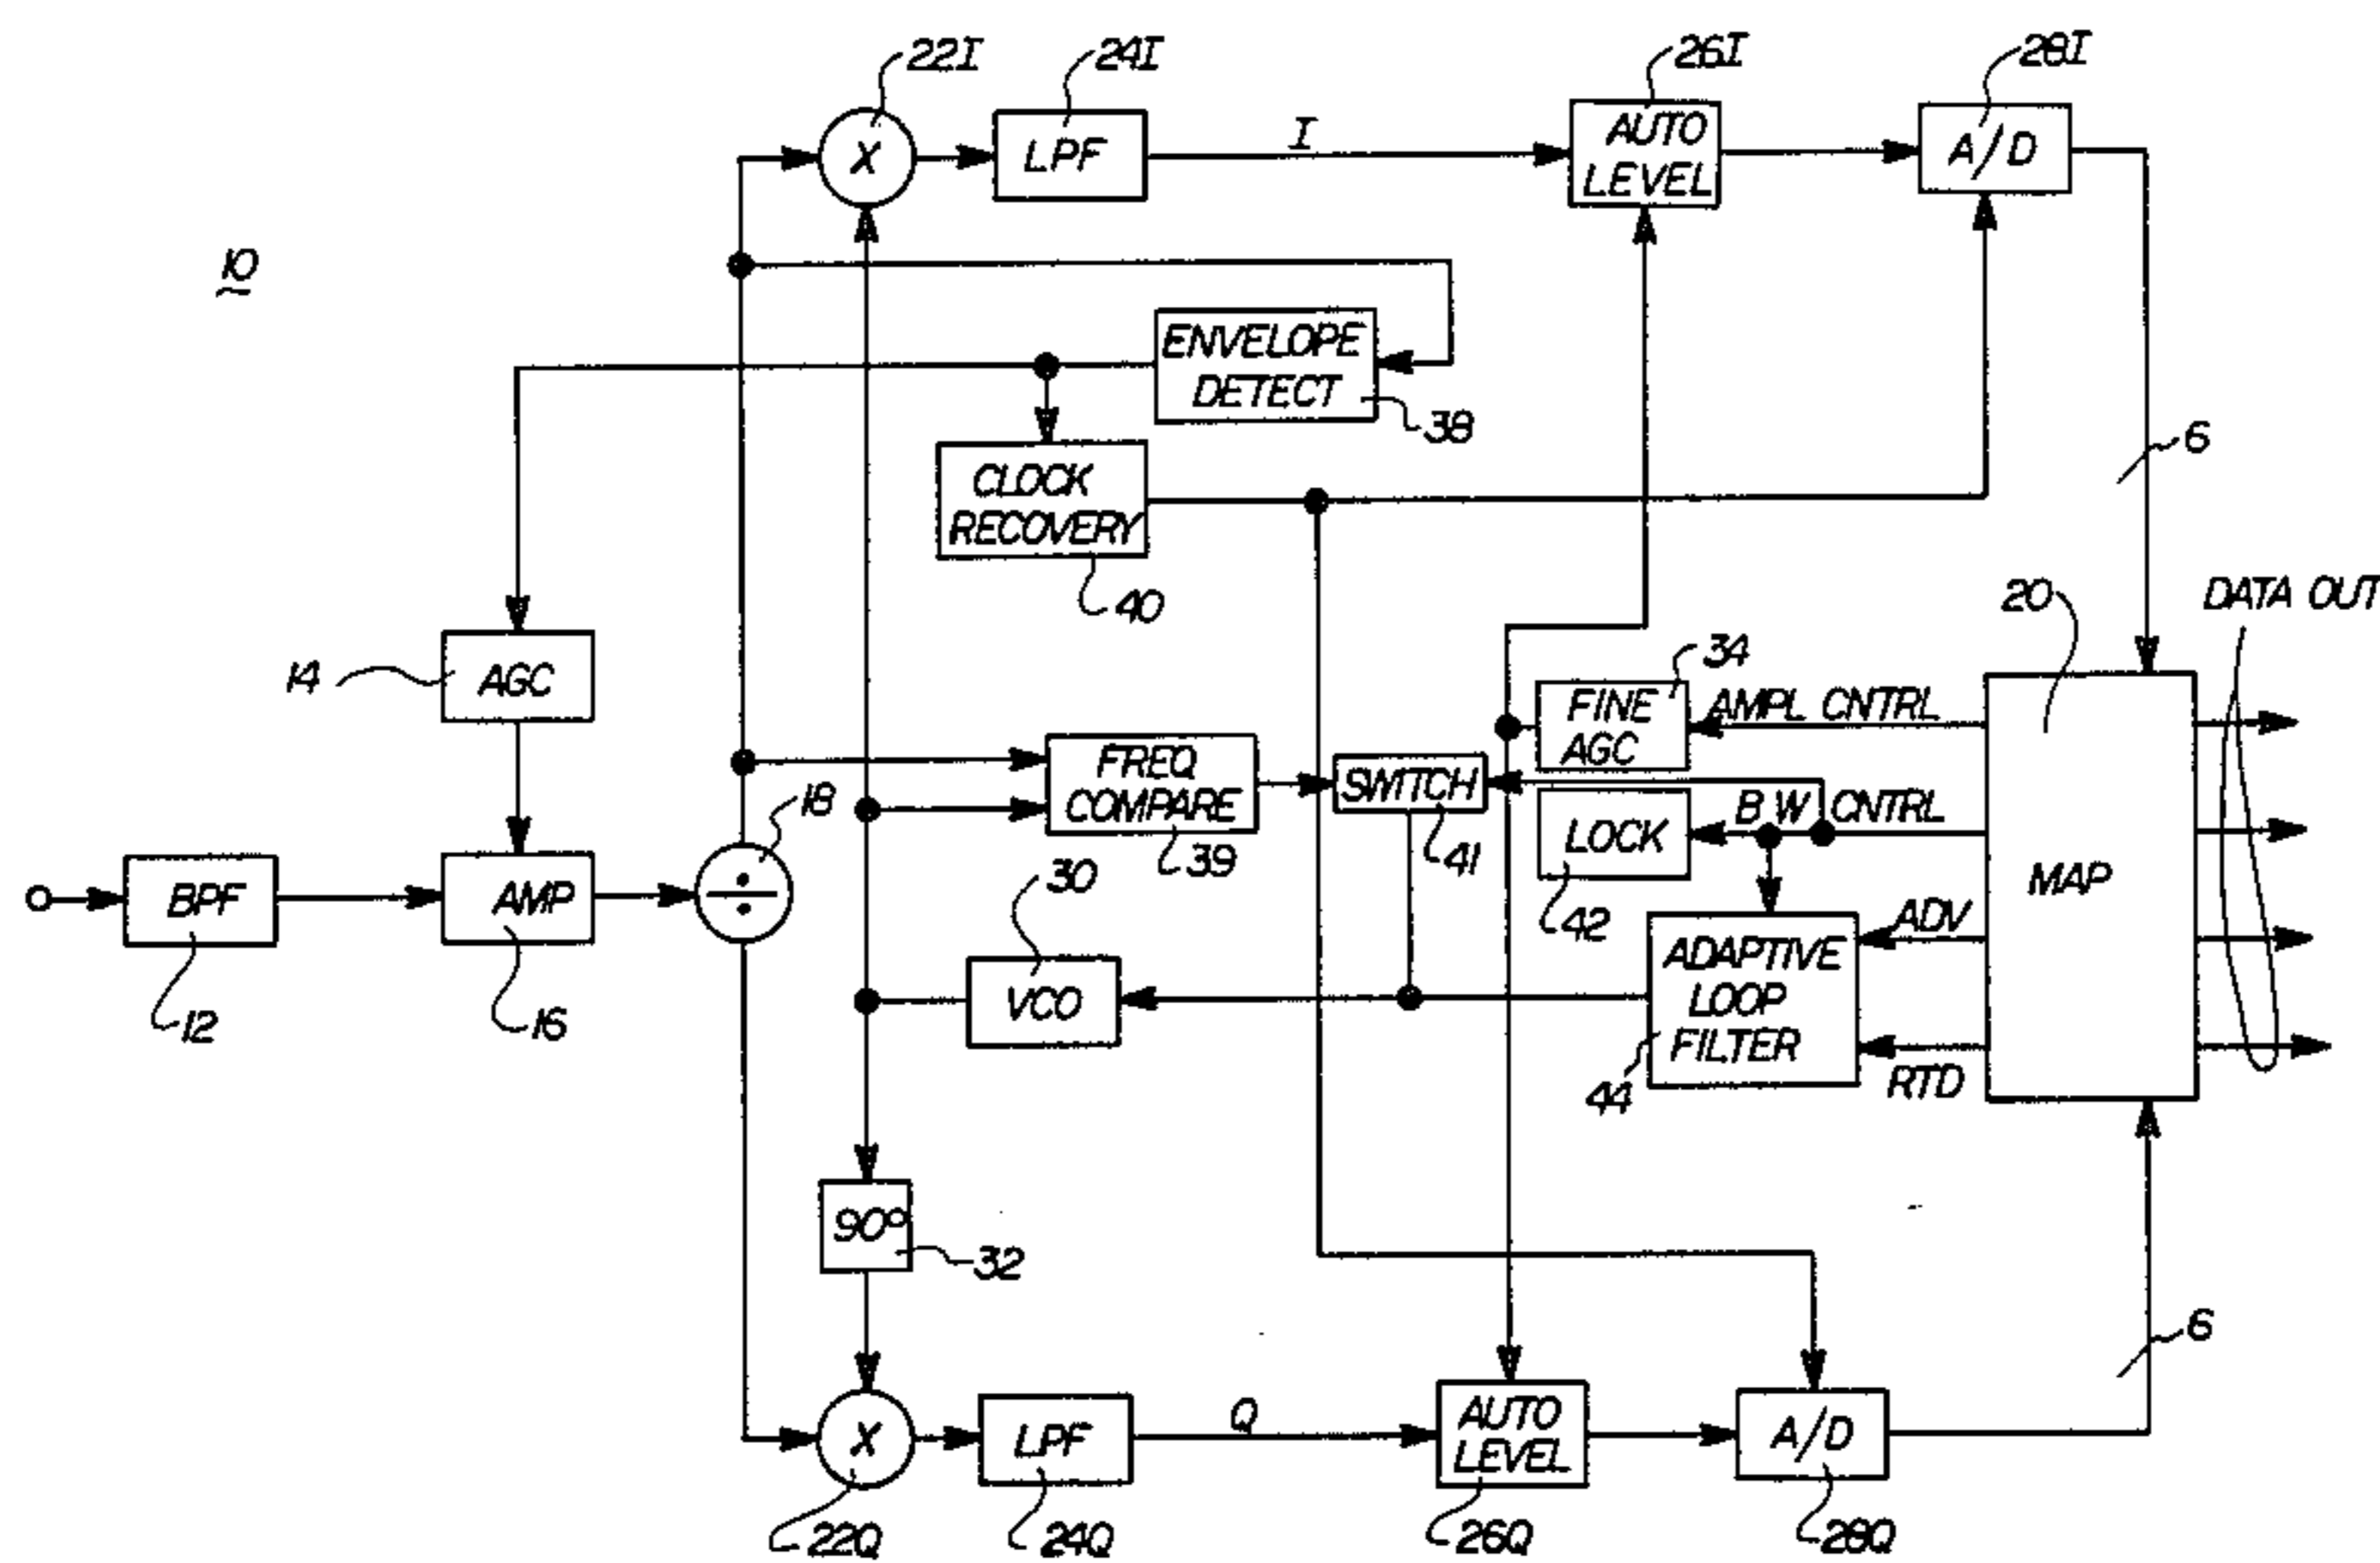 22I
24I
26I
28I
X
LPF
I
AUTO
LEVEL
A/D
10
ENVELOPE
DETECT
38
6
CLOCK
RECOVERY
40
20
DATA OUT
14
AGC
34
FINE
AGC
AMPL CNTRL
FREQ
COMPARE
39
SWITCH
41
18
÷
BW CNTRL
LOCK
42
MAP
BPF
12
AMP
16
30
VCO
ADV
ADAPTIVE
LOOP
FILTER
44
RTD
90°
32
6
X
LPF
Q
AUTO
LEVEL
A/D
22Q
24Q
26Q
28Q